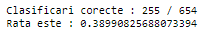 Clasificari corecte : 255 / 654
Rata este : 0.38990825688073394